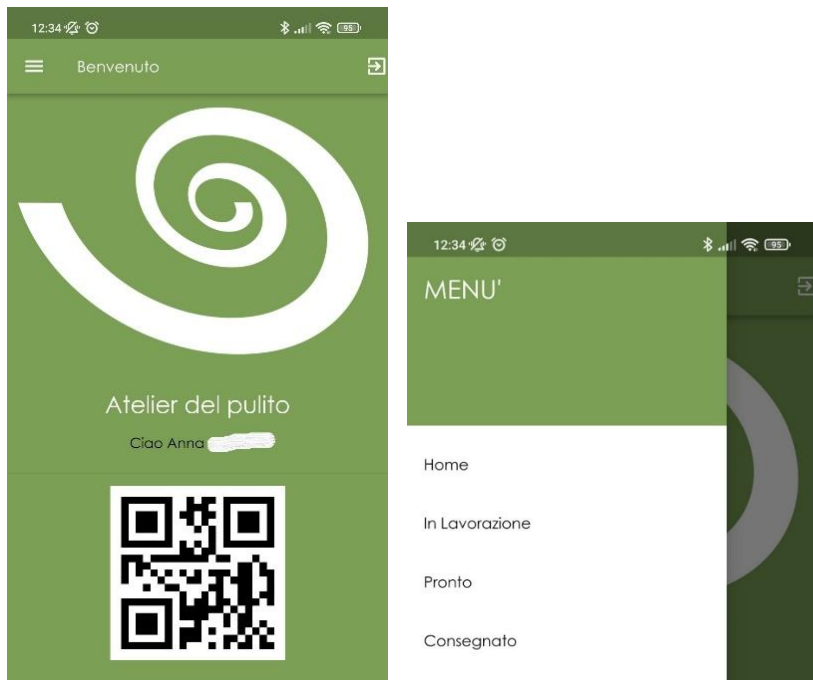 12:34
95
Benvenuto
Atelier del pulito
Ciao Anna
12:34
95
MENU'
Home
In Lavorazione
Pronto
Consegnato